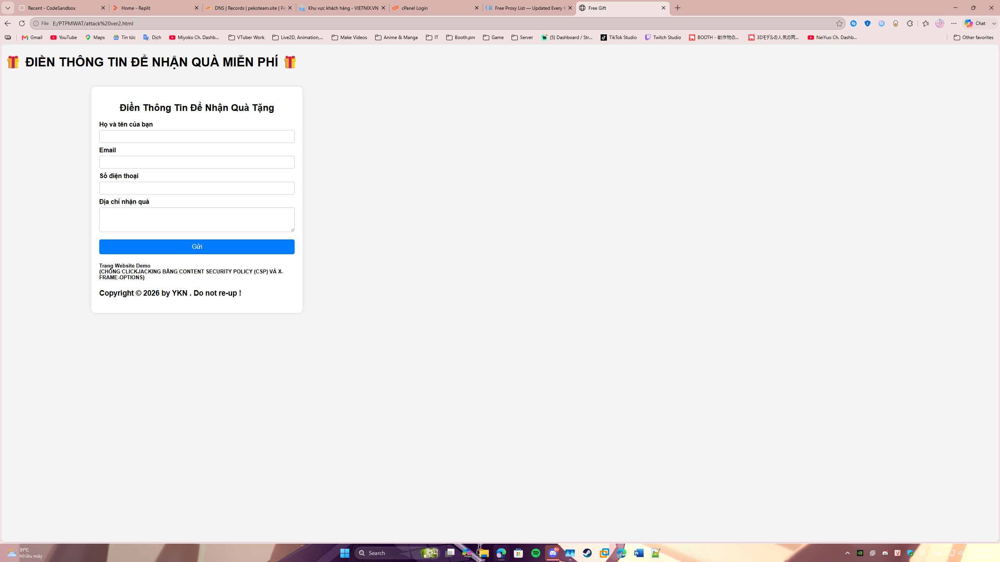 Recent - CodeSandbox
Home - Replit
DNS | Records | pekoteam.site | Pe
Khu vực khách hàng - VIETNIX.VN
cPanel Login
Free Proxy List — Updated Every M
Free Gift
File
E:/PTPMWAT/attack%20ver2.html
Chat
Gmail
YouTube
Maps
Tin tức
Dịch
Miyoko Ch. Dashb...
VTuber Work
Live2D, Animation,...
Make Videos
Anime & Manga
IT
Booth.pm
Game
Server
(5) Dashboard / Str...
TikTok Studio
Twitch Studio
BOOTH - 創作物の...
3Dモデルの人気の同...
NeiYuo Ch. Dashb...
Other favorites
🎁 ĐIỀN THÔNG TIN ĐỂ NHẬN QUÀ MIỄN PHÍ 🎁
Điền Thông Tin Để Nhận Quà Tặng
Họ và tên của bạn
Email
Số điện thoại
Địa chỉ nhận quà
Gửi
Trang Website Demo
(CHỐNG CLICKJACKING BẰNG CONTENT SECURITY POLICY (CSP) VÀ X-
FRAME-OPTIONS)
Copyright © 2026 by YKN . Do not re-up !
31°C
Nhiều mây
Search
M365
9+
ENG